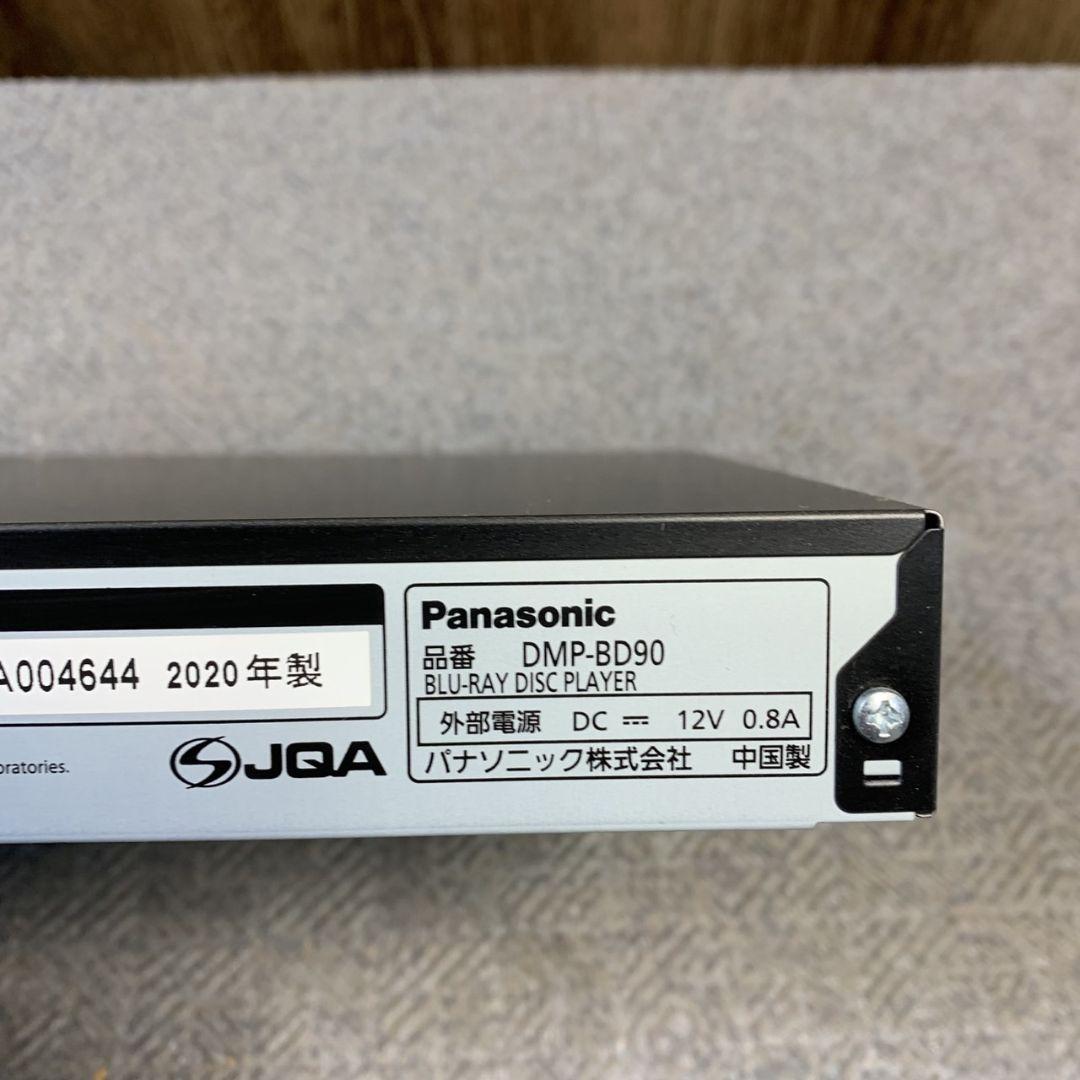 A004644 2020年製
oratories.
JQA
Panasonic
品番 DMP-BD90
BLU-RAY DISC PLAYER
外部電源 DC ⎓ 12V 0.8A
パナソニック株式会社 中国製